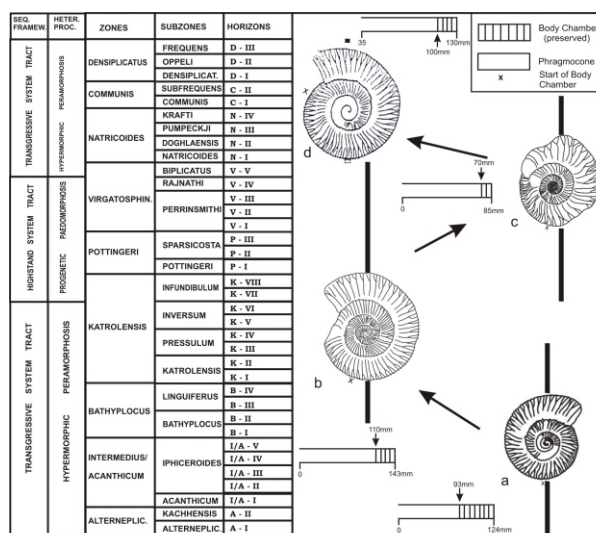 SEQ. FRAMEW. HETER. PROC. ZONES SUBZONES HORIZONS
TRANSGRESSIVE SYSTEM TRACT
HYPERMORPHIC PERAMORPHOSIS
DENSIPLICATUS
FREQUENS D - III
OPPELI D - II
DENSIPLICAT. D - I
COMMUNIS
SUBFREQUENS C - II
COMMUNIS C - I
NATRICOIDES
KRAFTI N - IV
PUMPECKJI N - III
DOGHLAENSIS N - II
NATRICOIDES N - I
HIGHSTAND SYSTEM TRACT
PROGENETIC PAEDOMORPHOSIS
VIRGATOSPHIN.
BIPLICATUS V - V
RAJNATHI V - IV
PERRINSMITHI
V - III
V - II
V - I
POTTINGERI
SPARSICOSTA
P - III
P - II
POTTINGERI P - I
TRANSGRESSIVE SYSTEM TRACT
HYPERMORPHIC PERAMORPHOSIS
KATROLENSIS
INFUNDIBULUM
K - VIII
K - VII
INVERSUM
K - VI
K - V
PRESSULUM
K - IV
K - III
KATROLENSIS
K - II
K - I
BATHYPLOCUS
LINGUIFERUS
B - IV
B - III
BATHYPLOCUS
B - II
B - I
INTERMEDIUS/
ACANTHICUM
IPHICEROIDES
I/A - V
I/A - IV
I/A - III
I/A - II
ACANTHICUM I/A - I
ALTERNEPLIC.
KACHHENSIS A - II
ALTERNEPLIC. A - I
35
130mm
100mm
Body Chamber
(preserved)
Phragmocone
x Start of Body
Chamber
x
d
70mm
0
85mm
c
x
b
x
110mm
0
143mm
93mm
0
124mm
a
x